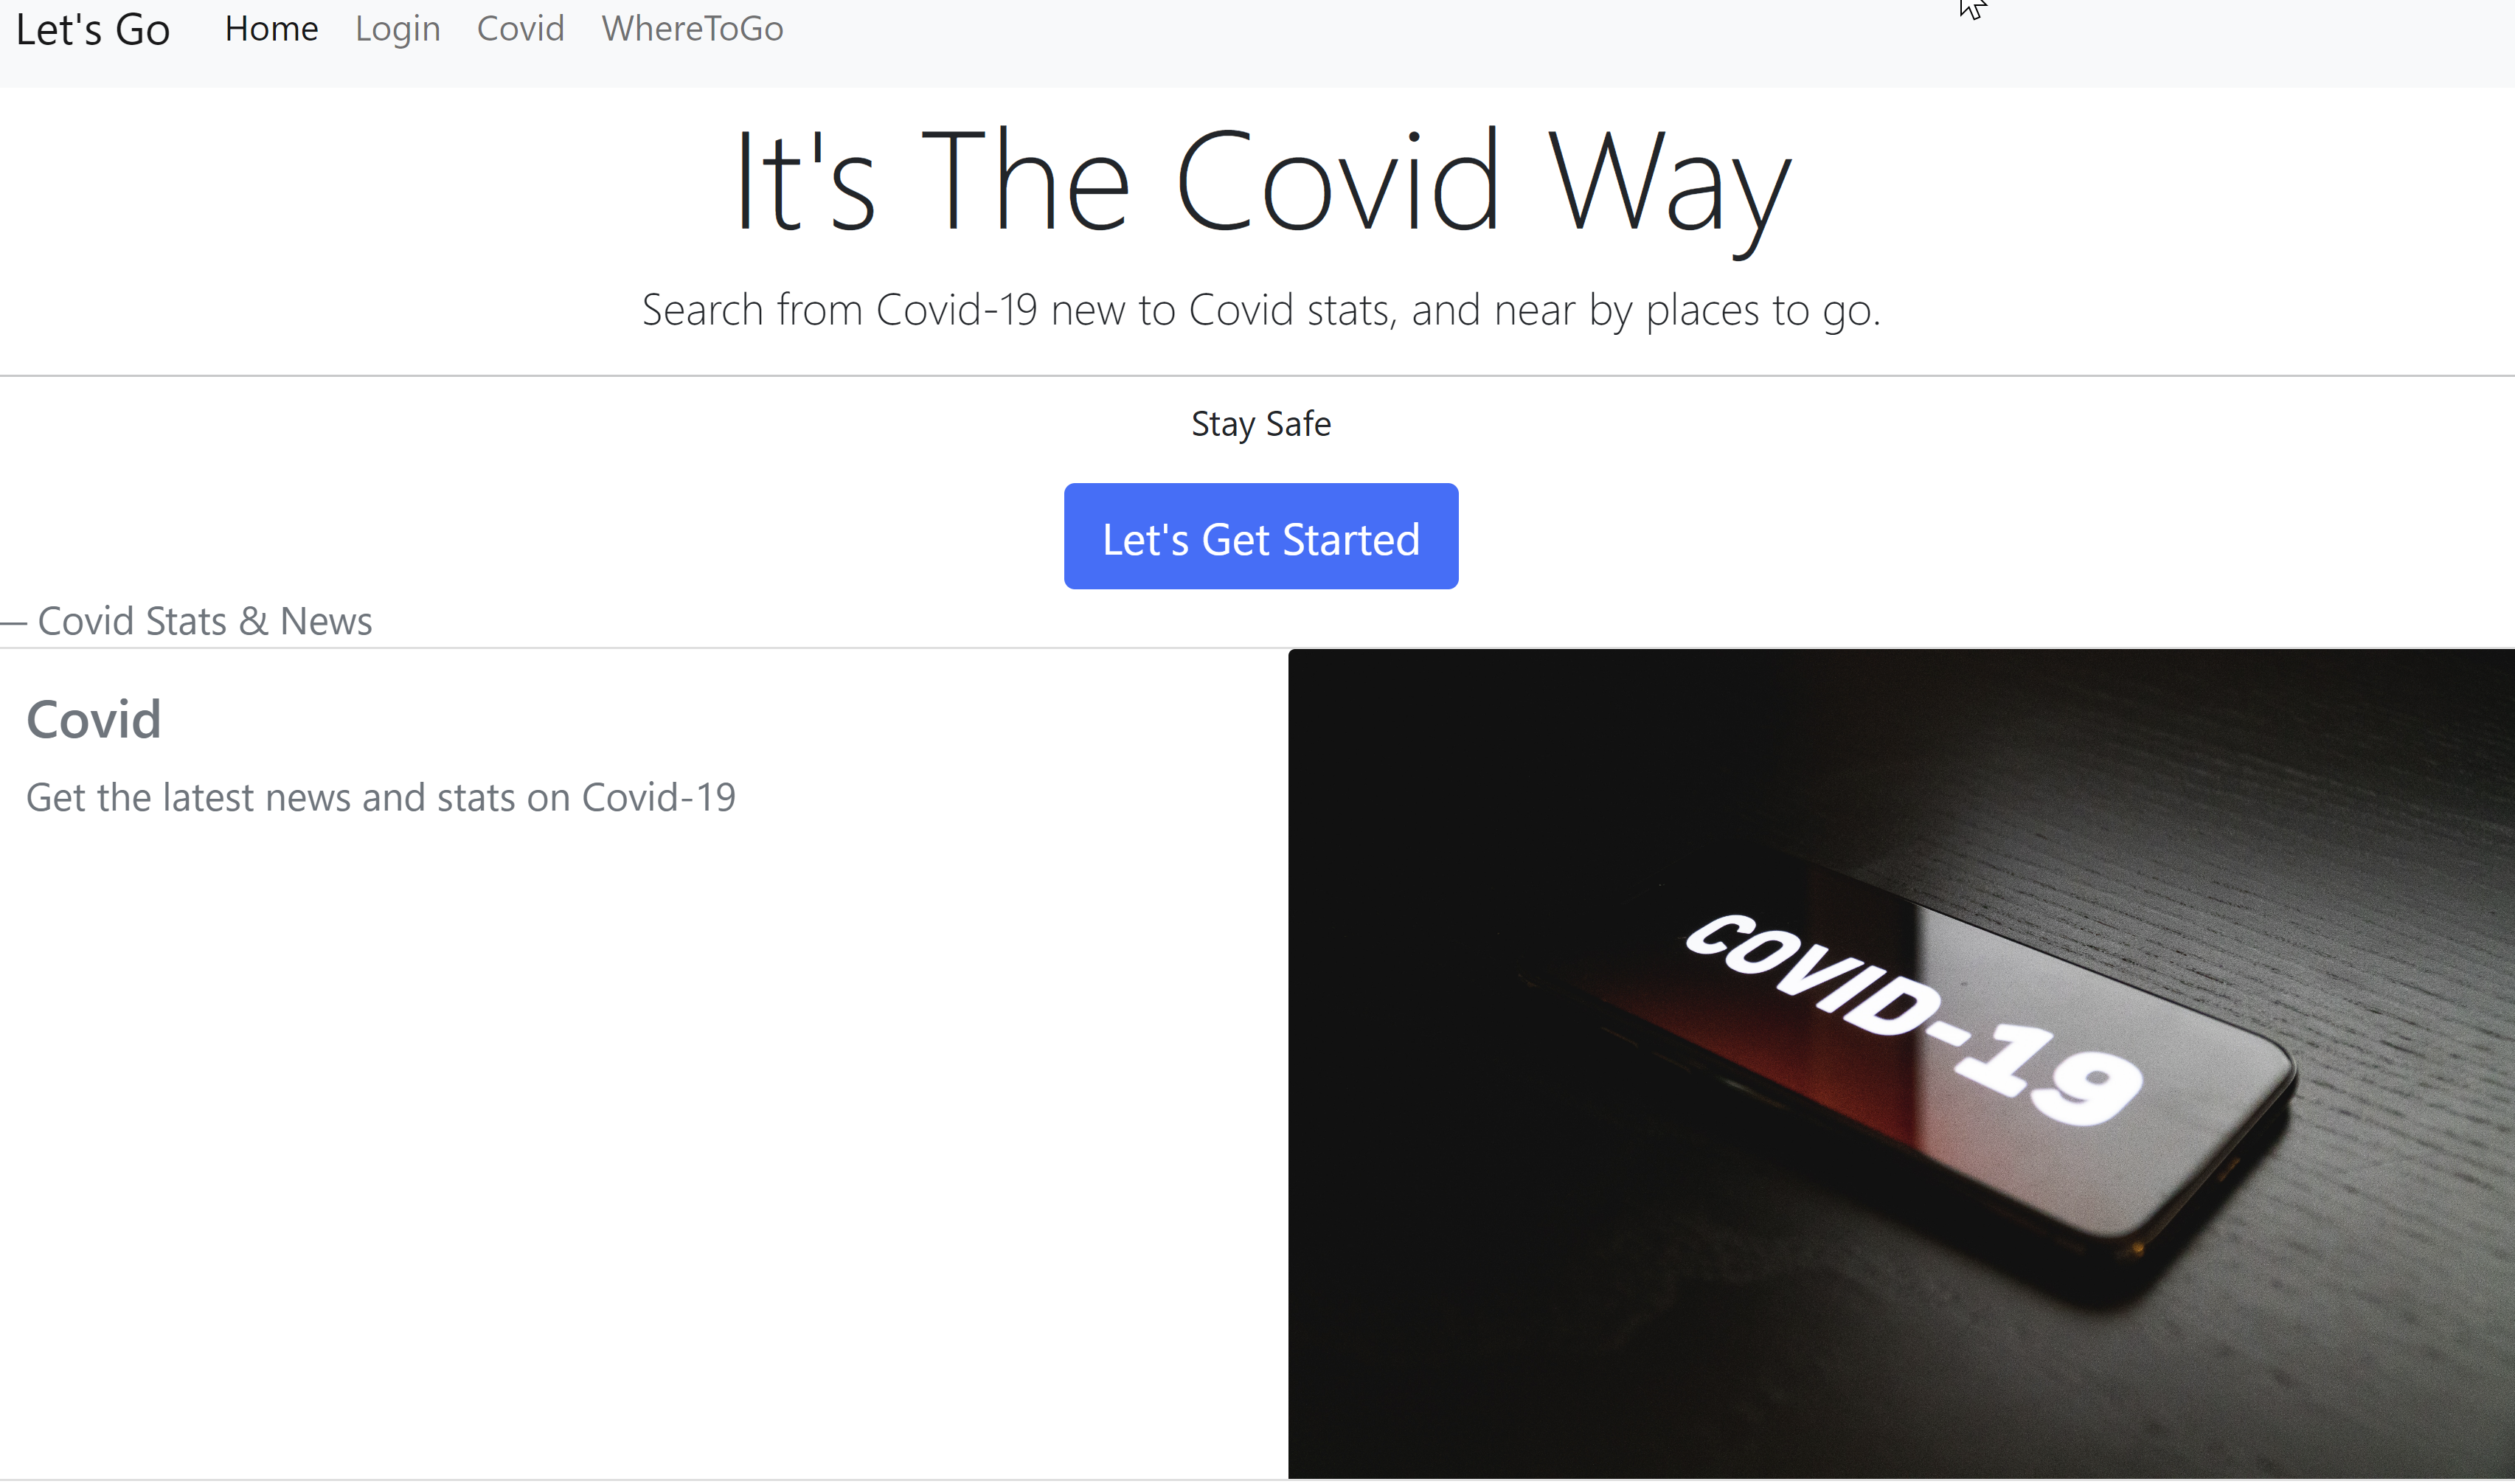 Let's Go Home Login Covid WhereToGo
It's The Covid Way
Search from Covid-19 new to Covid stats, and near by places to go.
Stay Safe
Let's Get Started
— Covid Stats & News
Covid
Get the latest news and stats on Covid-19
COVID-19